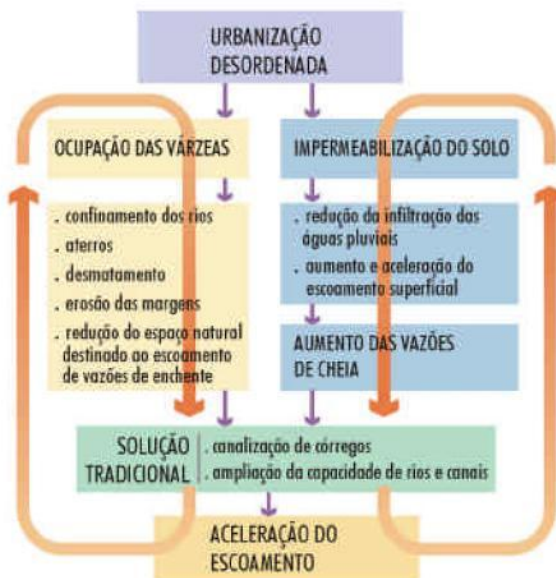 URBANIZAÇÃO
DESORDENADA
OCUPAÇÃO DAS VÁRZEAS
. confinamento dos rios
. aterros
. desmatamento
. erosão das margens
. redução do espaço natural
destinado ao escoamento
de vazões de enchente
IMPERMEABILIZAÇÃO DO SOLO
. redução da infiltração das
águas pluviais
. aumento e aceleração do
escoamento superficial
AUMENTO DAS VAZÕES
DE CHEIA
SOLUÇÃO
TRADICIONAL
. canalização de córregos
. ampliação da capacidade de rios e canais
ACELERAÇÃO DO
ESCOAMENTO